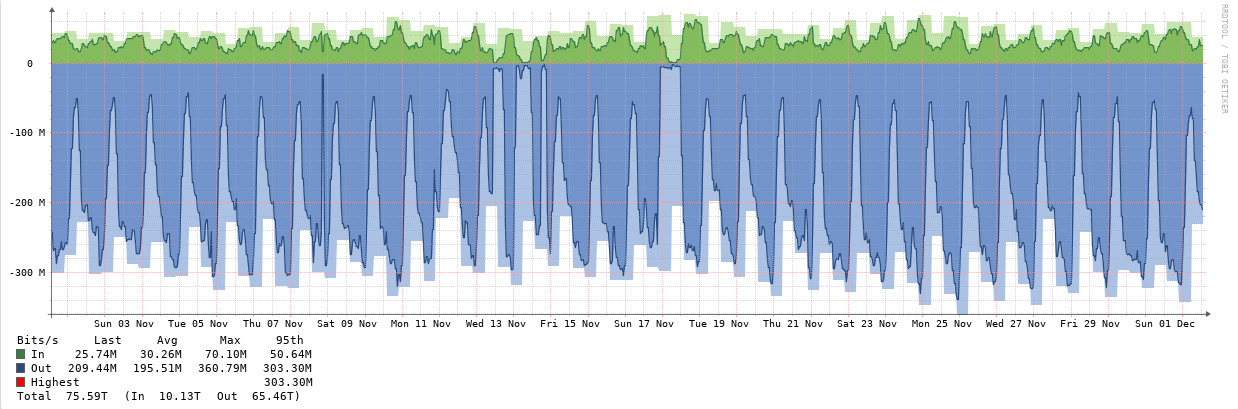 RRDTOOL / TOBI OETIKER
0
-100 M
-200 M
-300 M
Sun 03 Nov Tue 05 Nov Thu 07 Nov Sat 09 Nov Mon 11 Nov Wed 13 Nov Fri 15 Nov Sun 17 Nov Tue 19 Nov Thu 21 Nov Sat 23 Nov Mon 25 Nov Wed 27 Nov Fri 29 Nov Sun 01 Dec
Bits/s Last Avg Max 95th
In 25.74M 30.26M 70.10M 50.64M
Out 209.44M 195.51M 360.79M 303.30M
Highest 303.30M
Total 75.59T (In 10.13T Out 65.46T)